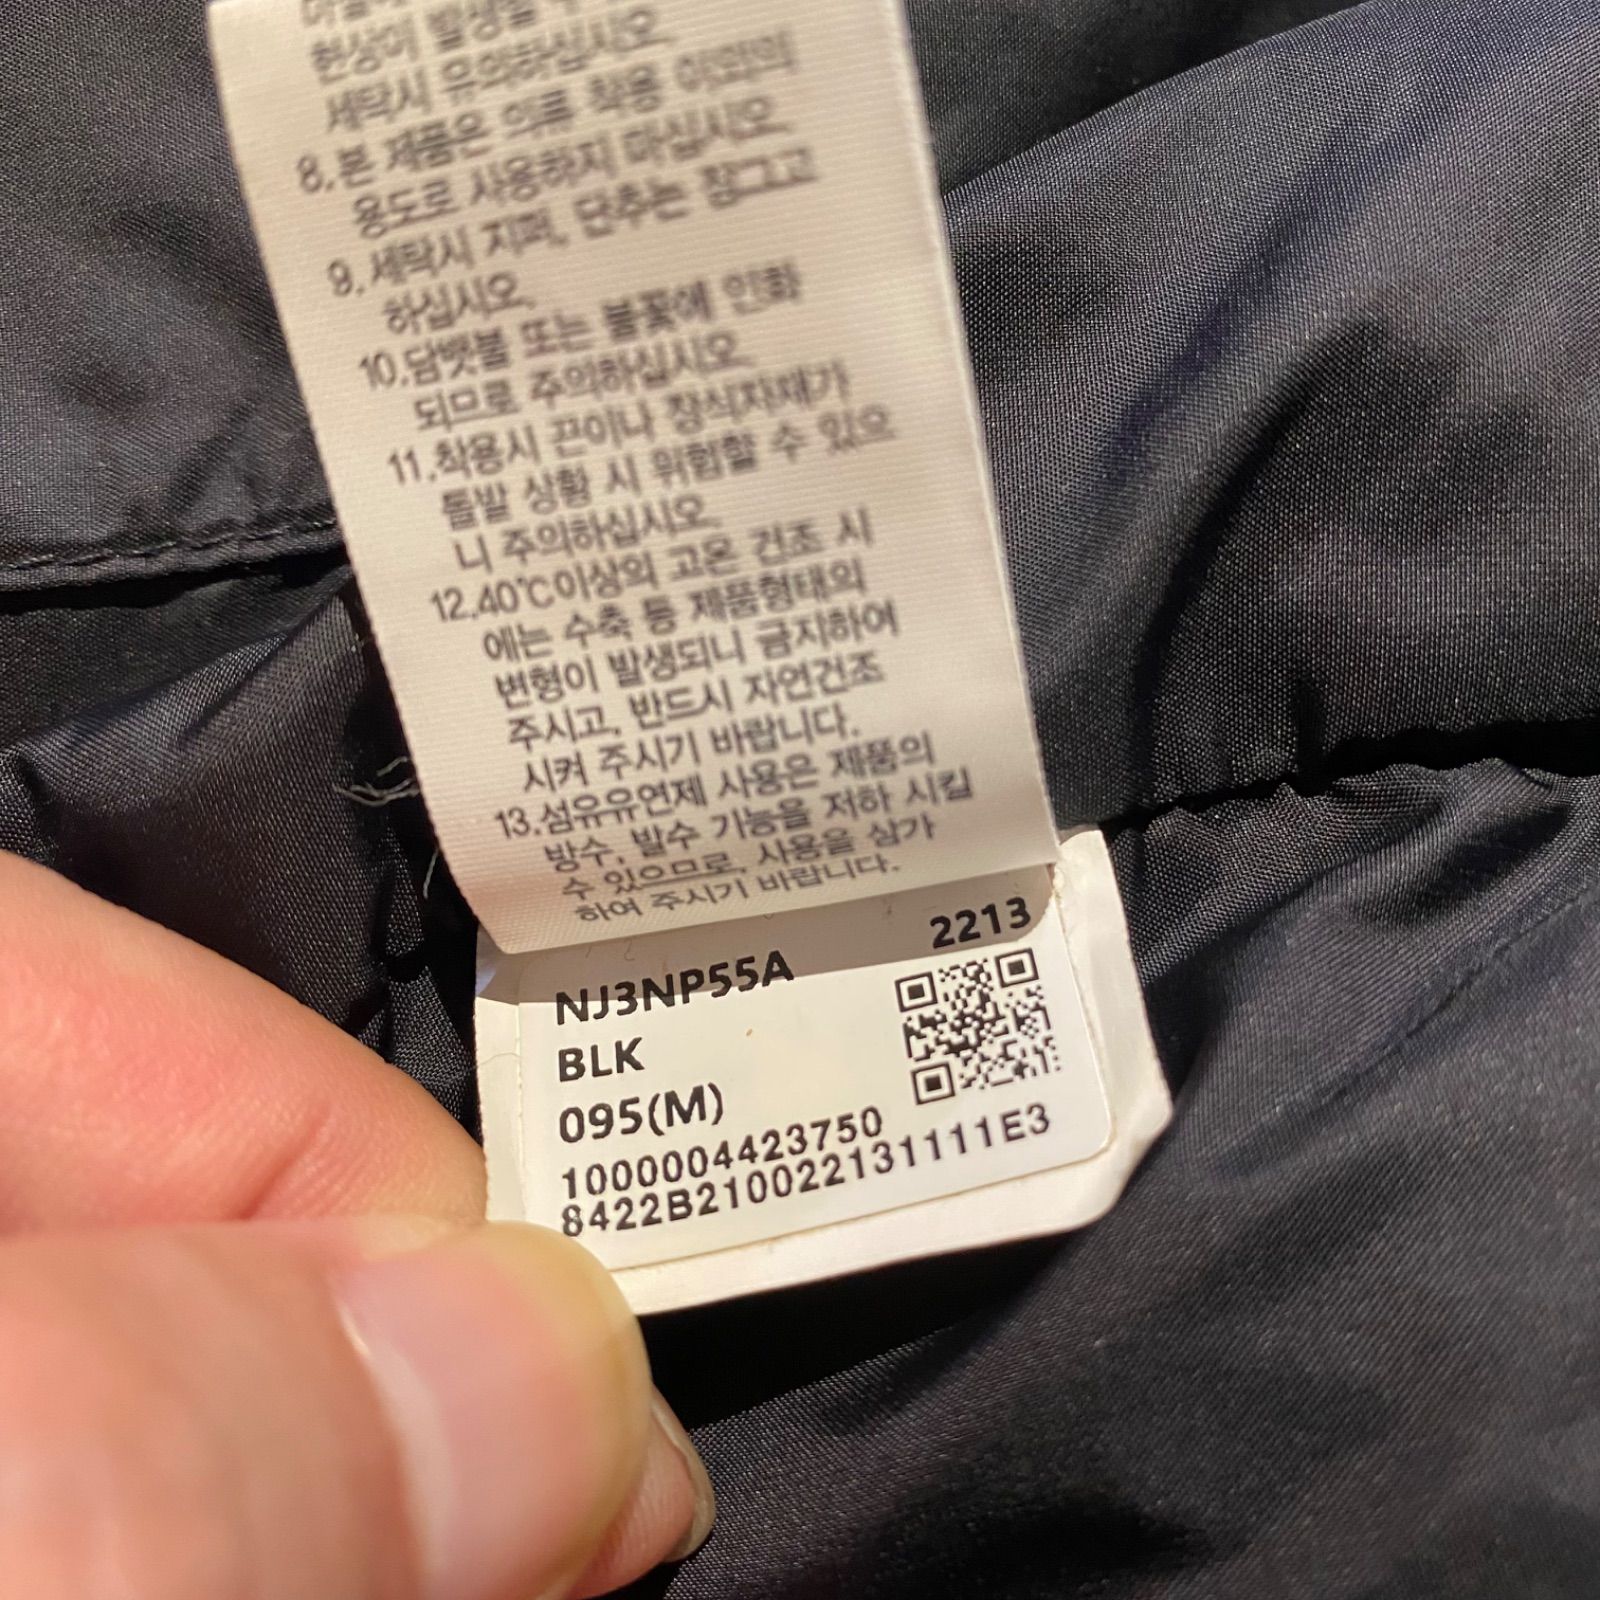 현상이 발생할 수
세탁시 유의하십시오
8.본 제품은 의류 착용 이외의
용도로 사용하지 마십시오
9.세탁시 지퍼, 단추는 잠그고
하십시오.
10.담뱃불 또는 불꽃에 인화
되므로 주의하십시오.
11.착용시 끈이나 장식자재가
돌발 상황 시 위험할 수 있으
니 주의하십시오.
12.40℃이상의 고온 건조 시
에는 수축 등 제품형태의
변형이 발생되니 금지하여
주시고, 반드시 자연건조
시켜 주시기 바랍니다.
13.섬유유연제 사용은 제품의
방수, 발수 기능을 저하 시킬
수 있으므로, 사용을 삼가
하여 주시기 바랍니다.
NJ3NP55A 2213
BLK
095(M)
1000004423750
8422B210022131111E3